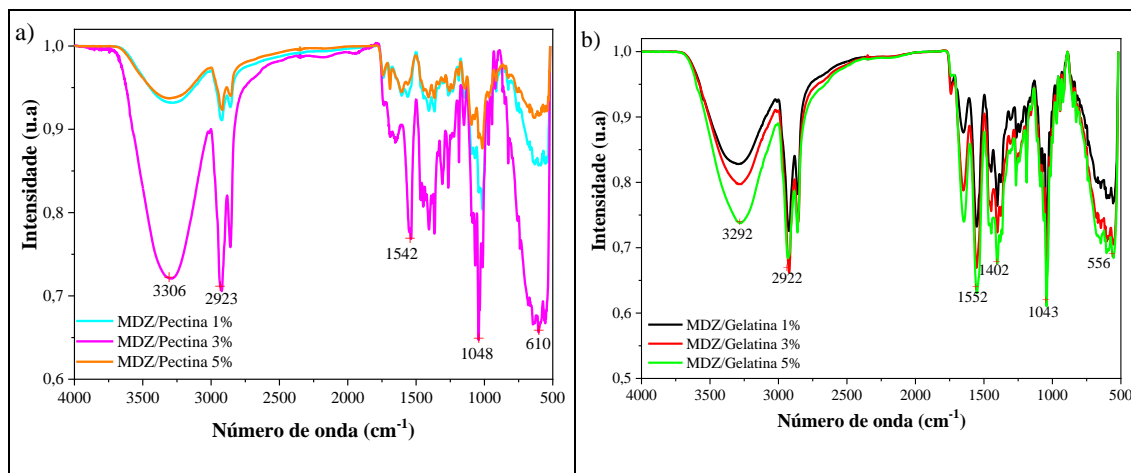 a)
1,0
0,9
0,8
0,7
0,6
Intensidade (u.a)
3306
2923
1542
1048
610
MDZ/Pectina 1%
MDZ/Pectina 3%
MDZ/Pectina 5%
4000 3500 3000 2500 2000 1500 1000 500
Número de onda (cm-1)
b)
1,0
0,9
0,8
0,7
0,6
0,5
Intensidade (u.a)
3292
2922
1552
1402
1043
556
MDZ/Gelatina 1%
MDZ/Gelatina 3%
MDZ/Gelatina 5%
4000 3500 3000 2500 2000 1500 1000 500
Número de onda (cm-1)